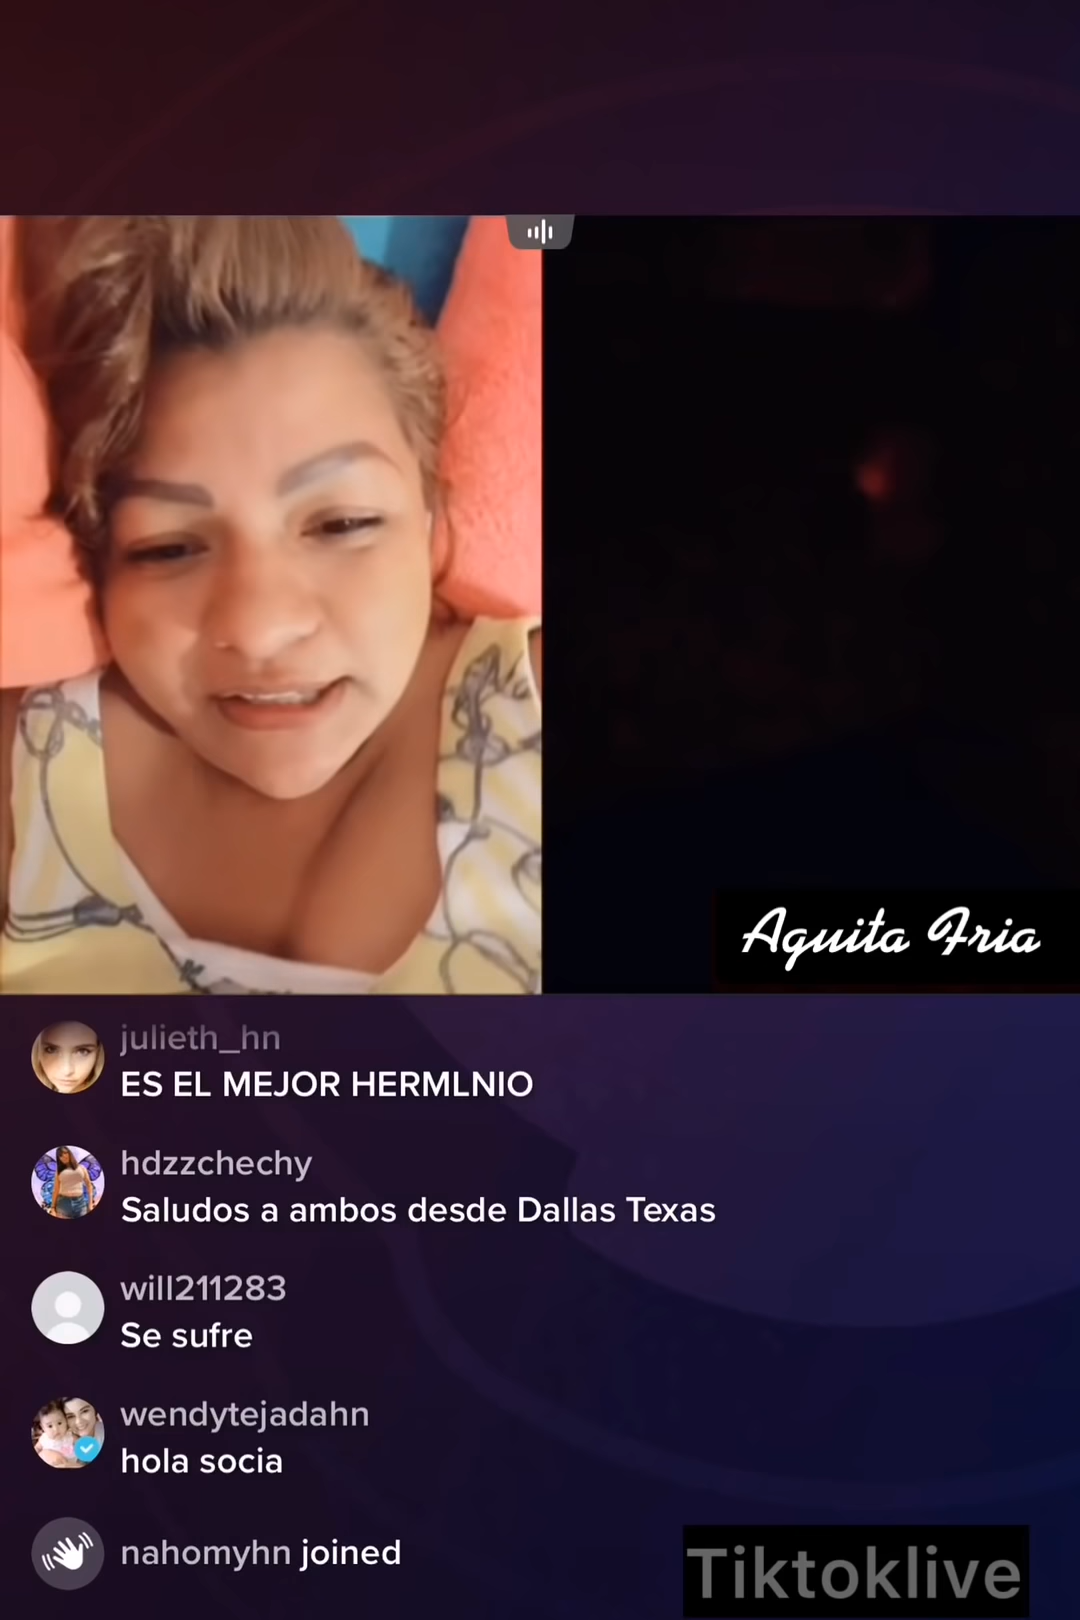 Aguita Fria
julieth_hn
ES EL MEJOR HERMLNIO
hdzzchechy
Saludos a ambos desde Dallas Texas
will211283
Se sufre
wendytejadahn
hola socia
nahomyhn joined
Tiktoklive